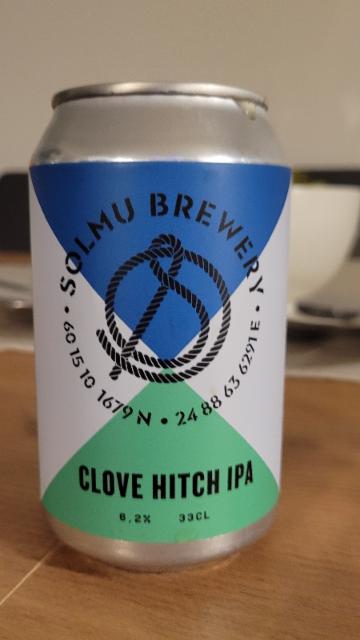 • SOLMU BREWERY •
60 15 10 1679 N • 24 88 63 6291 E
CLOVE HITCH IPA
6,2% 33CL